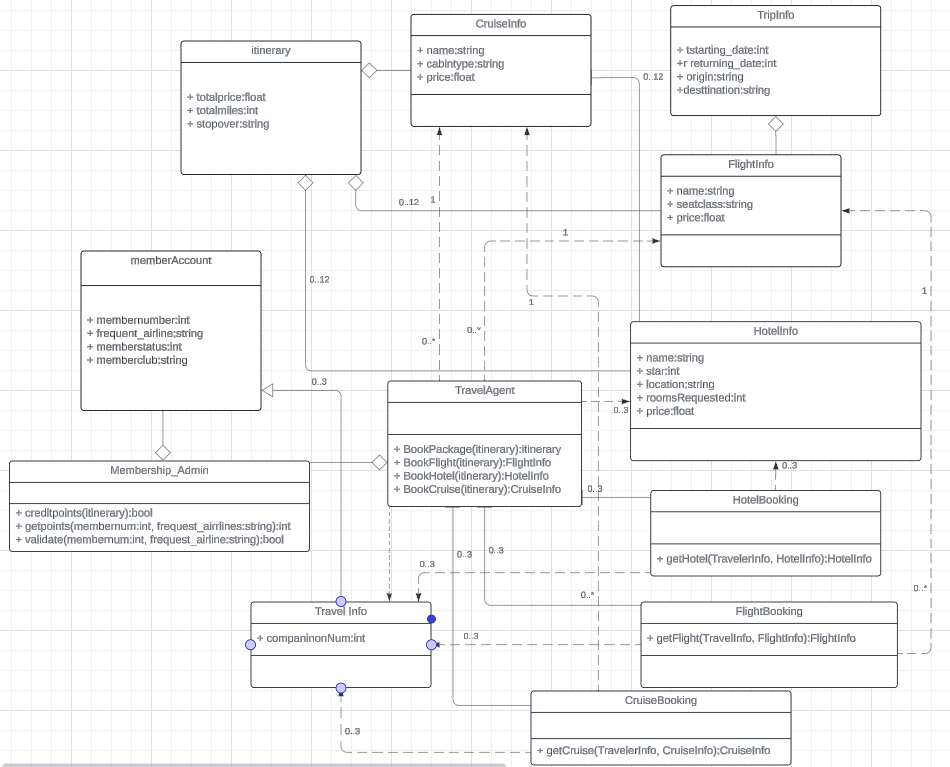 CruiseInfo
+ name;string
+ cabintype:string
+ price:float
TripInfo
+ tstarting_date:int
+r returning_date:int
+ origin:string
+desttination:string
itinerary
+ totalprice:float
+ totalmiles:int
+ stopover:string
0..12
FlightInfo
+ name:string
+ seatclass:string
+ price:float
0..12
1
1
memberAccount
+ membernumber:int
+ frequent_airline;string
+ memberstatus:int
+ memberclub:string
0..12
1
1
0..*
0..*
HotelInfo
+ name:string
+ star:int
+ location;string
+ roomsRequested:int
+ price:float
0..3
TravelAgent
+ BookPackage(itinerary):itinerary
+ BookFlight(itinerary):FlightInfo
+ BookHotel(itinerary):HotelInfo
+ BookCruise(itinerary):CruiseInfo
0..3
Membership_Admin
+ creditpoints(itinerary):bool
+ getpoints(membernum:int, frequest_airrlines:string):int
+ validate(membernum:int, frequest_airline:string);bool
0..3
0..3
HotelBooking
+ getHotel(TravelerInfo, HotelInfo):HotelInfo
0..3
0..3
0..3
0..*
0..*
Travel Info
+ companinonNum:int
0..3
FlightBooking
+ getFlight(TravelInfo, FlightInfo):FlightInfo
CruiseBooking
+ getCruise(TravelerInfo, CruiseInfo):CruiseInfo
0..3